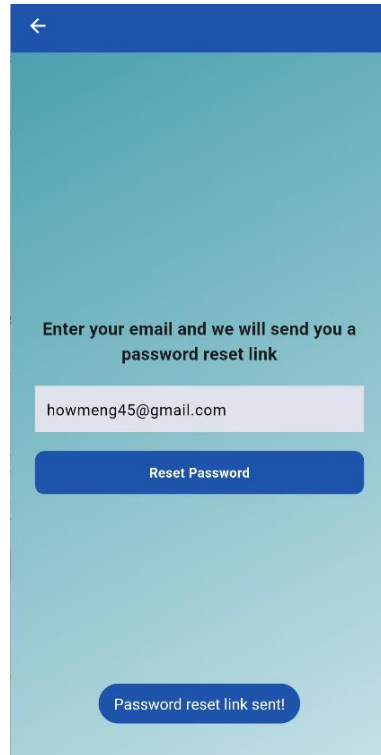 Enter your email and we will send you a
password reset link
howmeng45@gmail.com
Reset Password
Password reset link sent!